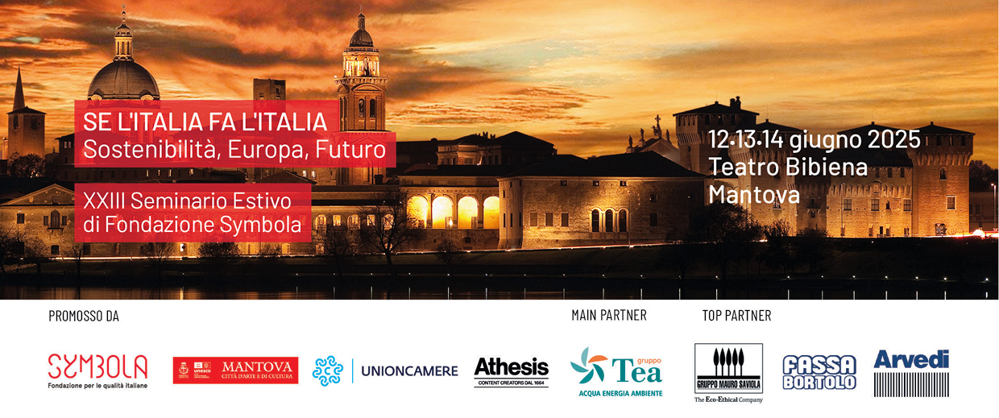 SE L'ITALIA FA L'ITALIA
Sostenibilità, Europa, Futuro
XXIII Seminario Estivo
di Fondazione Symbola
12•13•14 giugno 2025
Teatro Bibiena
Mantova
PROMOSSO DA
MAIN PARTNER
TOP PARTNER
SYMBOLA
Fondazione per le qualità italiane
unesco
MANTOVA
CITTÀ D'ARTE E DI CULTURA
UNIONCAMERE
Athesis
CONTENT CREATORS DAL 1664
gruppo
Tea
ACQUA ENERGIA AMBIENTE
GRUPPO MAURO SAVIOLA
The Eco-Ethical Company
FASSA
BORTOLO
Arvedi